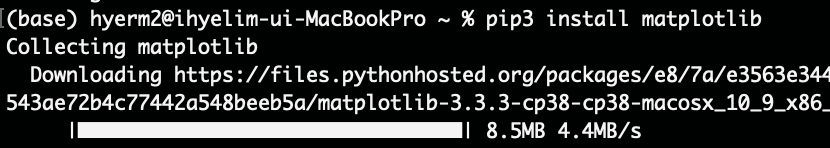 (base) hyerm2@ihyelim-ui-MacBookPro ~ % pip3 install matplotlib
Collecting matplotlib
Downloading https://files.pythonhosted.org/packages/e8/7a/e3563e344
543ae72b4c77442a548beeb5a/matplotlib-3.3.3-cp38-cp38-macosx_10_9_x86_
|████████████████████████████████| 8.5MB 4.4MB/s